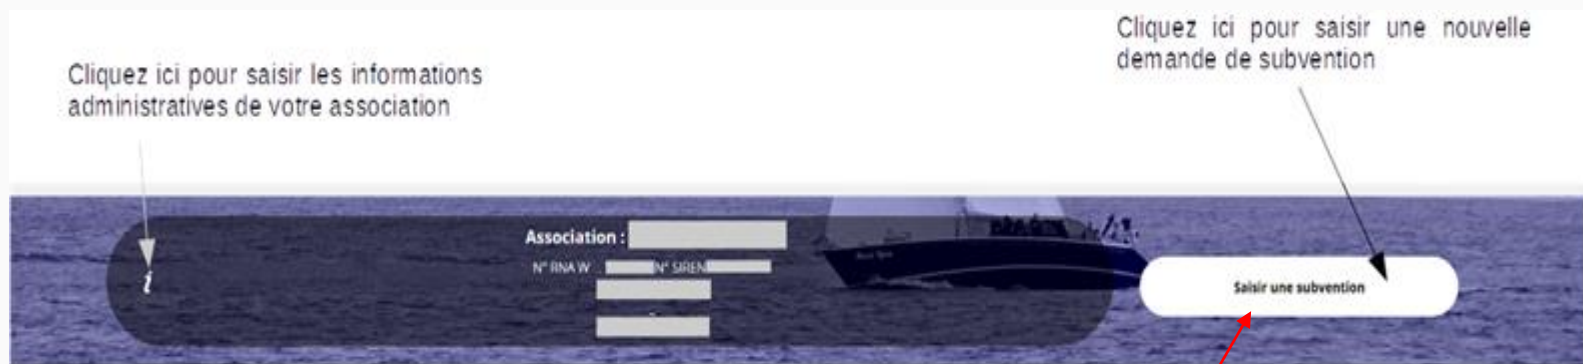 Cliquez ici pour saisir une nouvelle
demande de subvention
Cliquez ici pour saisir les informations
administratives de votre association
Association :
N° RNA W N° SIREN
i
Saisir une subvention